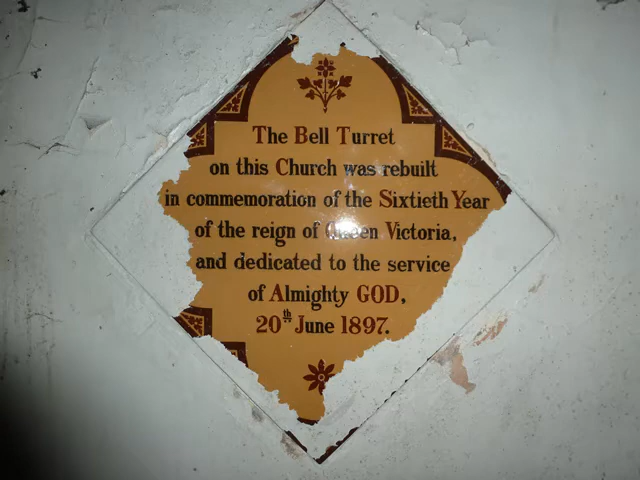 The Bell Turret
on this Church was rebuilt
in commemoration of the Sixtieth Year
of the reign of Queen Victoria,
and dedicated to the service
of Almighty GOD,
20th June 1897.